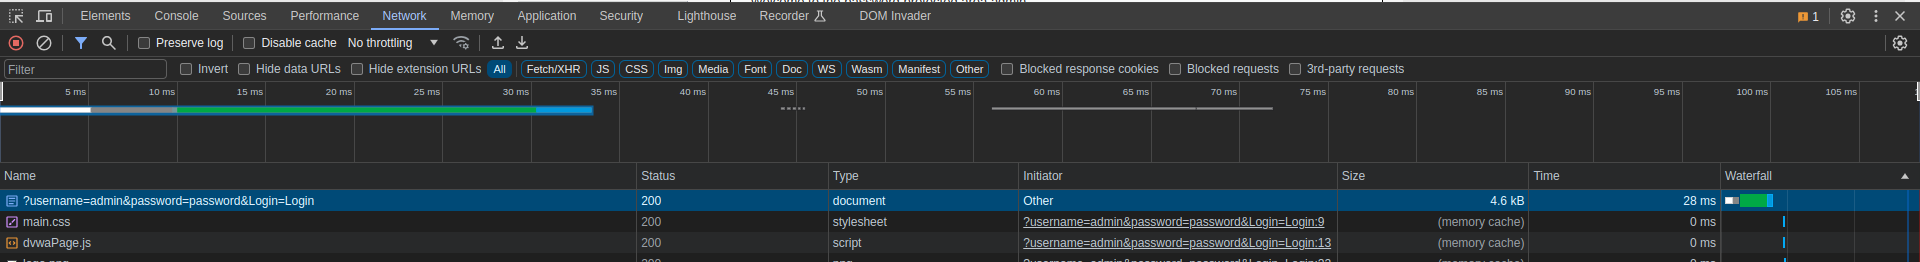 Elements Console Sources Performance Network Memory Application Security Lighthouse Recorder DOM Invader 1
Preserve log Disable cache No throttling
Filter Invert Hide data URLs Hide extension URLs All Fetch/XHR JS CSS Img Media Font Doc WS Wasm Manifest Other Blocked response cookies Blocked requests 3rd-party requests
5 ms 10 ms 15 ms 20 ms 25 ms 30 ms 35 ms 40 ms 45 ms 50 ms 55 ms 60 ms 65 ms 70 ms 75 ms 80 ms 85 ms 90 ms 95 ms 100 ms 105 ms
Name Status Type Initiator Size Time Waterfall
?username=admin&password=password&Login=Login 200 document Other 4.6 kB 28 ms
main.css 200 stylesheet ?username=admin&password=password&Login=Login:9 (memory cache) 0 ms
dvwaPage.js 200 script ?username=admin&password=password&Login=Login:13 (memory cache) 0 ms